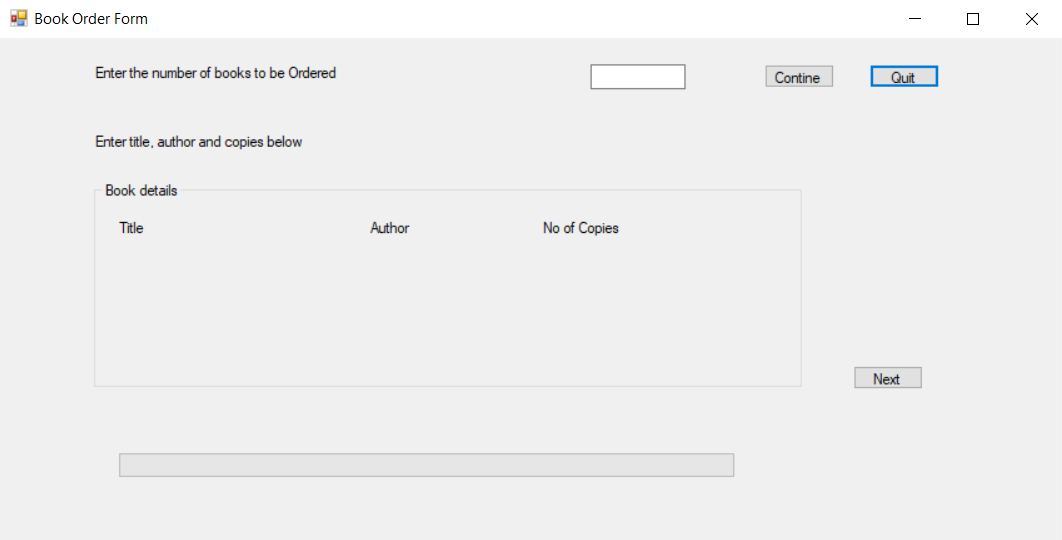 Book Order Form
Enter the number of books to be Ordered Contine Quit
Enter title, author and copies below
Book details
Title Author No of Copies
Next